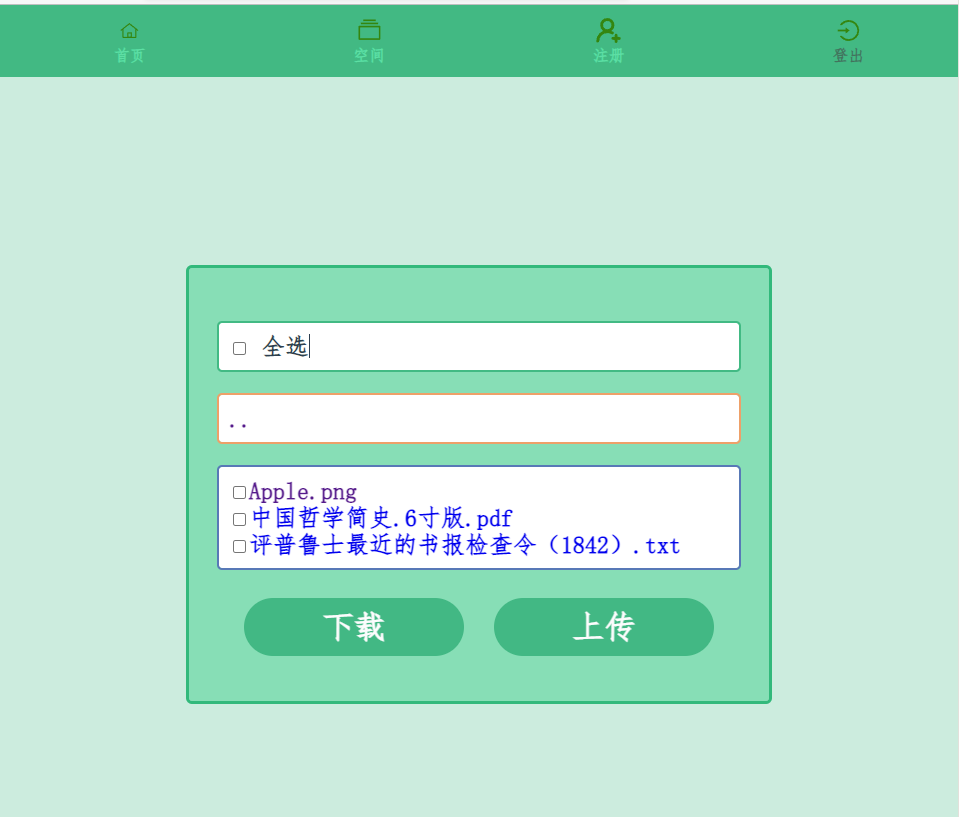 首页 空间 注册 登出
全选
..
Apple.png
中国哲学简史.6寸版.pdf
评普鲁士最近的书报检查令（1842）.txt
下载 上传